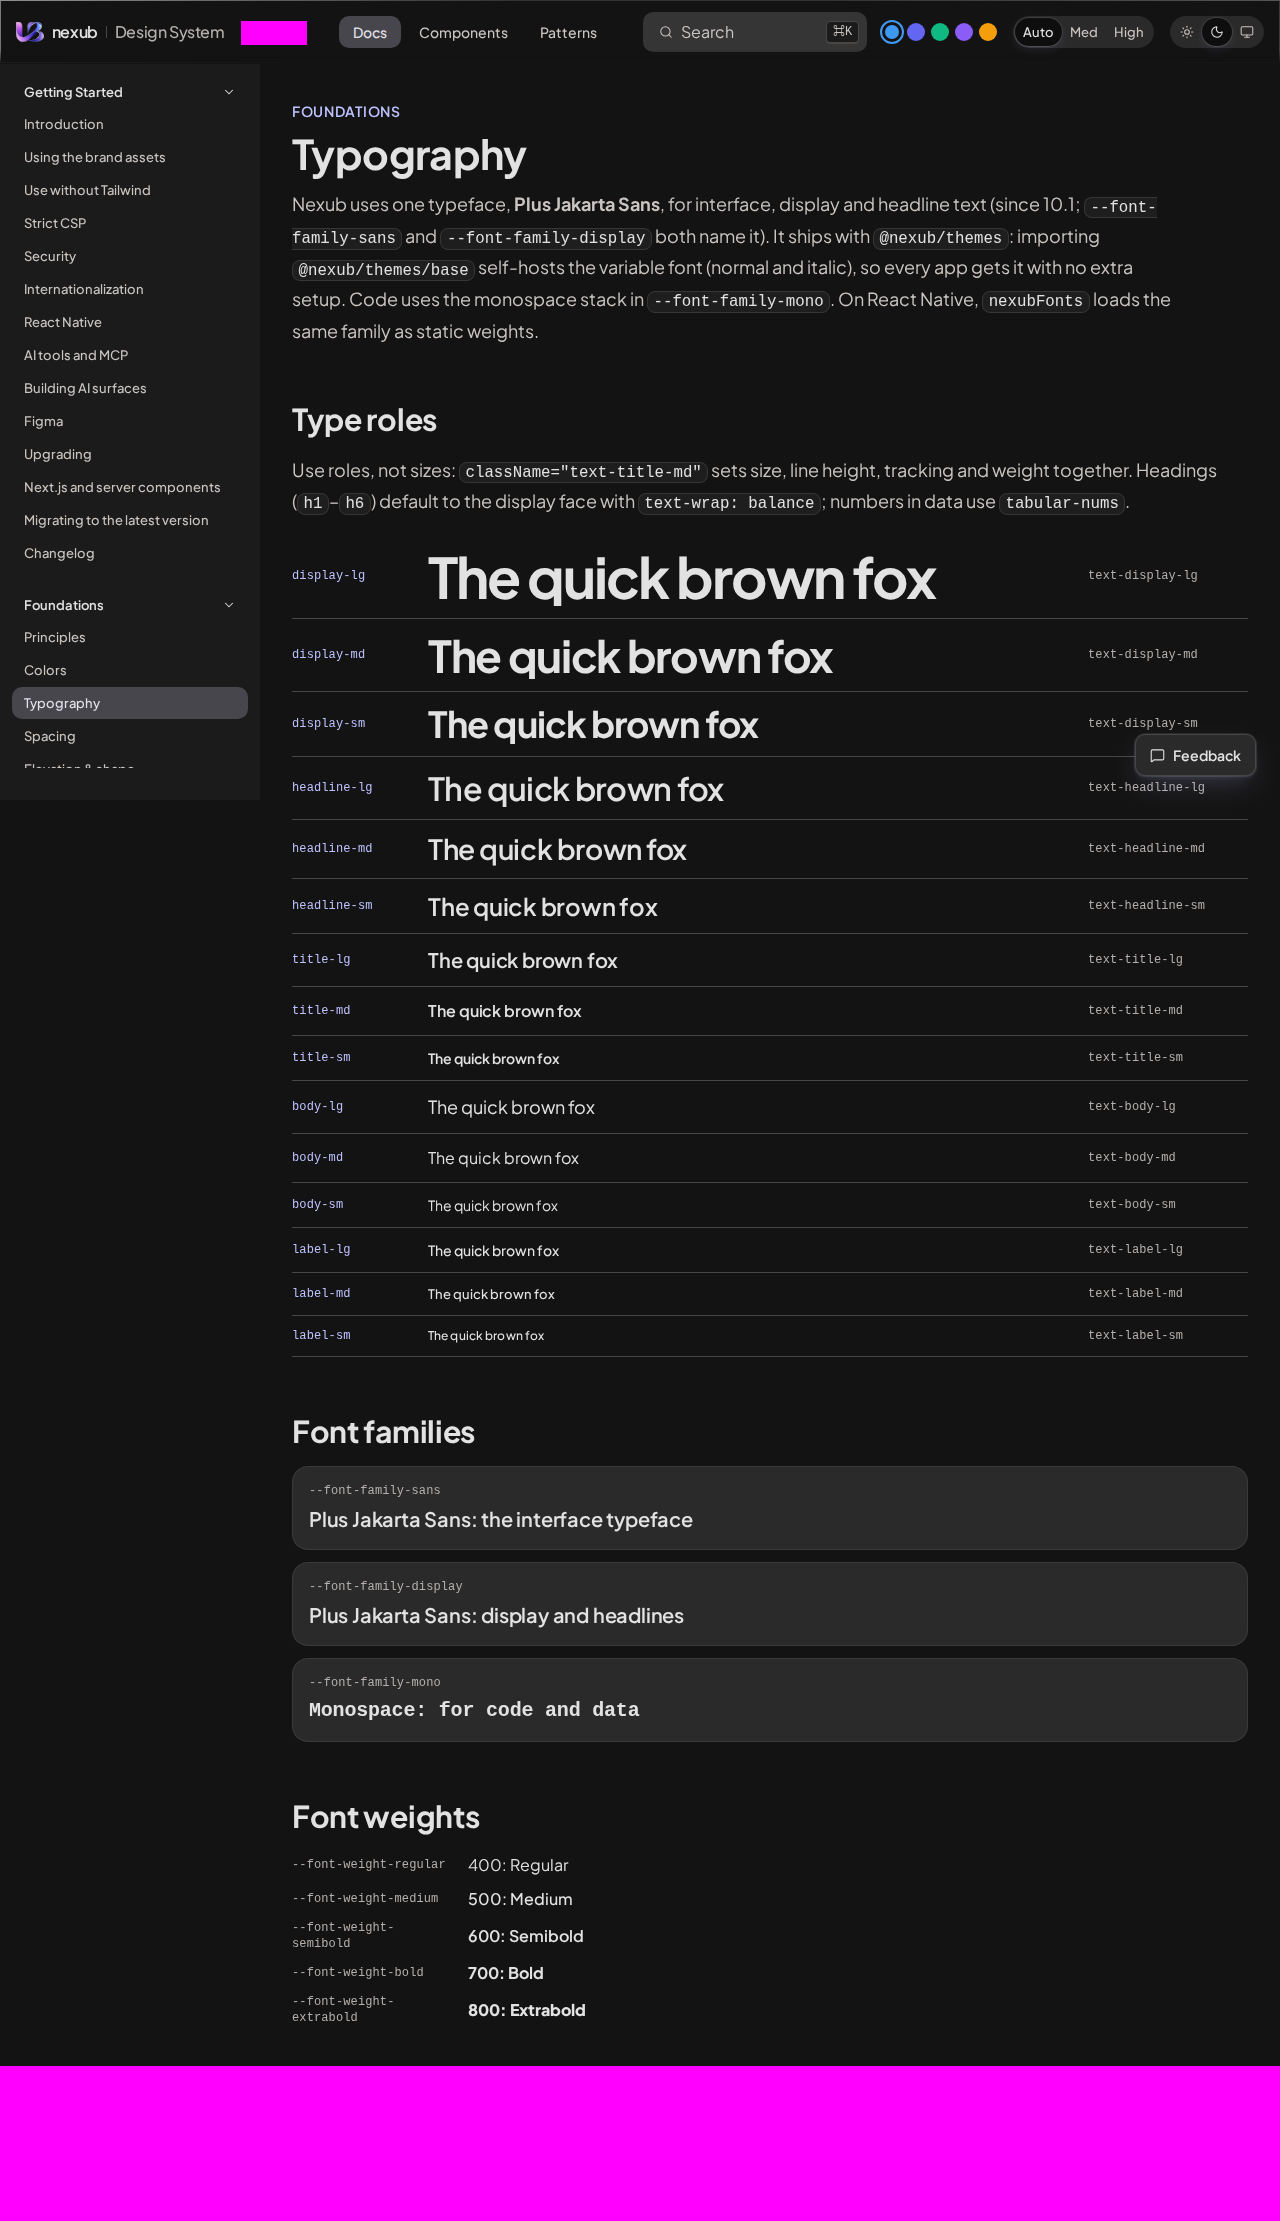 nexub | Design System
Docs
Components
Patterns
Search
⌘K
Auto
Med
High
Getting Started
Introduction
Using the brand assets
Use without Tailwind
Strict CSP
Security
Internationalization
React Native
AI tools and MCP
Building AI surfaces
Figma
Upgrading
Next.js and server components
Migrating to the latest version
Changelog
Foundations
Principles
Colors
Typography
Spacing
FOUNDATIONS
Typography
Nexub uses one typeface, Plus Jakarta Sans, for interface, display and headline text (since 10.1; --font-
family-sans and --font-family-display both name it). It ships with @nexub/themes: importing
@nexub/themes/base self-hosts the variable font (normal and italic), so every app gets it with no extra
setup. Code uses the monospace stack in --font-family-mono. On React Native, nexubFonts loads the
same family as static weights.
Type roles
Use roles, not sizes: className="text-title-md" sets size, line height, tracking and weight together. Headings
(h1–h6) default to the display face with text-wrap: balance; numbers in data use tabular-nums.
display-lg The quick brown fox text-display-lg
display-md The quick brown fox text-display-md
display-sm The quick brown fox text-display-sm
Feedback
headline-lg The quick brown fox text-headline-lg
headline-md The quick brown fox text-headline-md
headline-sm The quick brown fox text-headline-sm
title-lg The quick brown fox text-title-lg
title-md The quick brown fox text-title-md
title-sm The quick brown fox text-title-sm
body-lg The quick brown fox text-body-lg
body-md The quick brown fox text-body-md
body-sm The quick brown fox text-body-sm
label-lg The quick brown fox text-label-lg
label-md The quick brown fox text-label-md
label-sm The quick brown fox text-label-sm
Font families
--font-family-sans
Plus Jakarta Sans: the interface typeface
--font-family-display
Plus Jakarta Sans: display and headlines
--font-family-mono
Monospace: for code and data
Font weights
--font-weight-regular 400: Regular
--font-weight-medium 500: Medium
--font-weight-
semibold
600: Semibold
--font-weight-bold 700: Bold
--font-weight-
extrabold
800: Extrabold